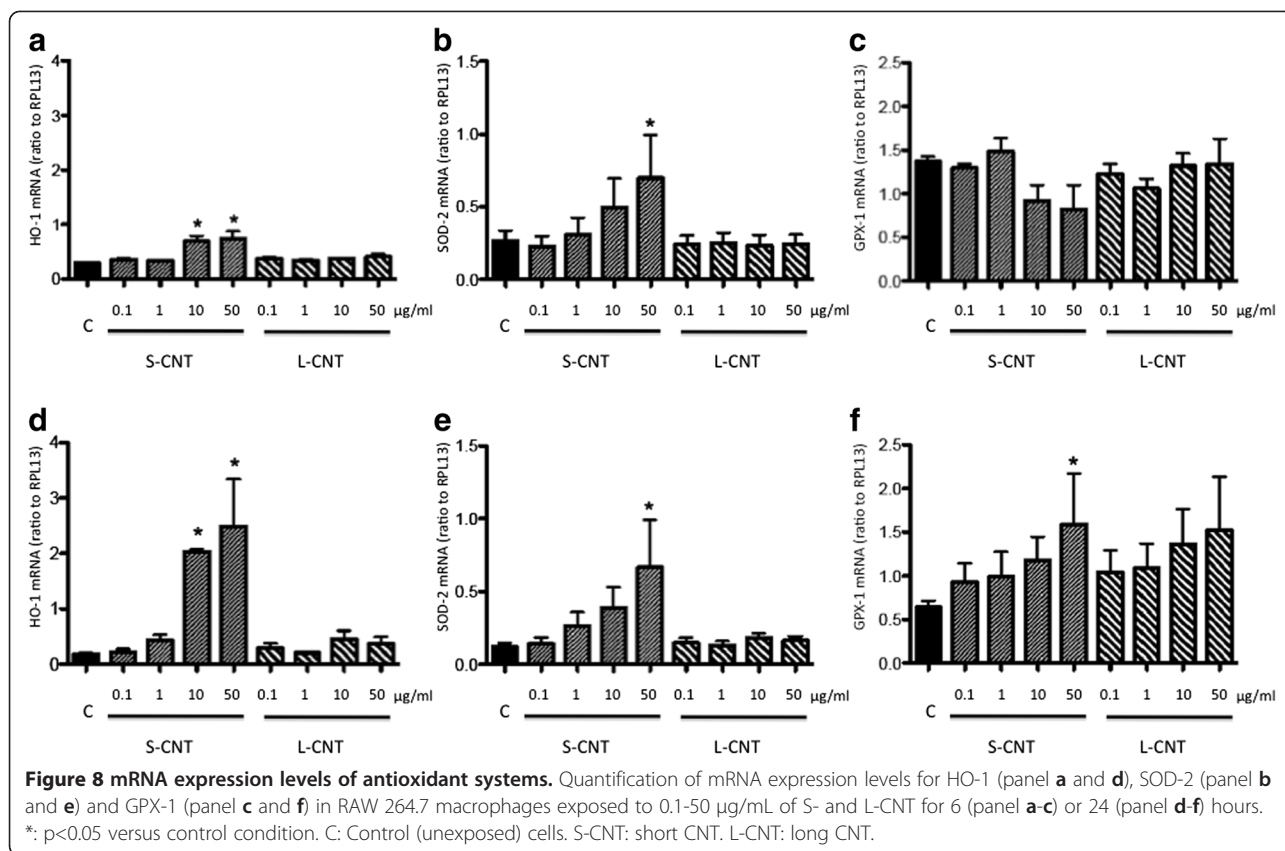 a
HO-1 mRNA (ratio to RPL13)
4
3
2
1
0
0.1 1 10 50 0.1 1 10 50 µg/ml
* *
C
S-CNT L-CNT
b
SOD-2 mRNA (ratio to RPL13)
1.5
1.0
0.5
0.0
*
0.1 1 10 50 0.1 1 10 50 µg/ml
C
S-CNT L-CNT
c
GPX-1 mRNA (ratio to RPL13)
2.5
2.0
1.5
1.0
0.5
0.0
0.1 1 10 50 0.1 1 10 50 µg/ml
C
S-CNT L-CNT
d
HO-1 mRNA (ratio to RPL13)
4
3
2
1
0
* *
0.1 1 10 50 0.1 1 10 50 µg/ml
C
S-CNT L-CNT
e
SOD-2 mRNA (ratio to RPL13)
1.5
1.0
0.5
0.0
*
0.1 1 10 50 0.1 1 10 50 µg/ml
C
S-CNT L-CNT
f
GPX-1 mRNA (ratio to RPL13)
2.5
2.0
1.5
1.0
0.5
0.0
*
0.1 1 10 50 0.1 1 10 50 µg/ml
C
S-CNT L-CNT
Figure 8 mRNA expression levels of antioxidant systems. Quantification of mRNA expression levels for HO-1 (panel a and d), SOD-2 (panel b
and e) and GPX-1 (panel c and f) in RAW 264.7 macrophages exposed to 0.1-50 µg/mL of S- and L-CNT for 6 (panel a-c) or 24 (panel d-f) hours.
*: p<0.05 versus control condition. C: Control (unexposed) cells. S-CNT: short CNT. L-CNT: long CNT.